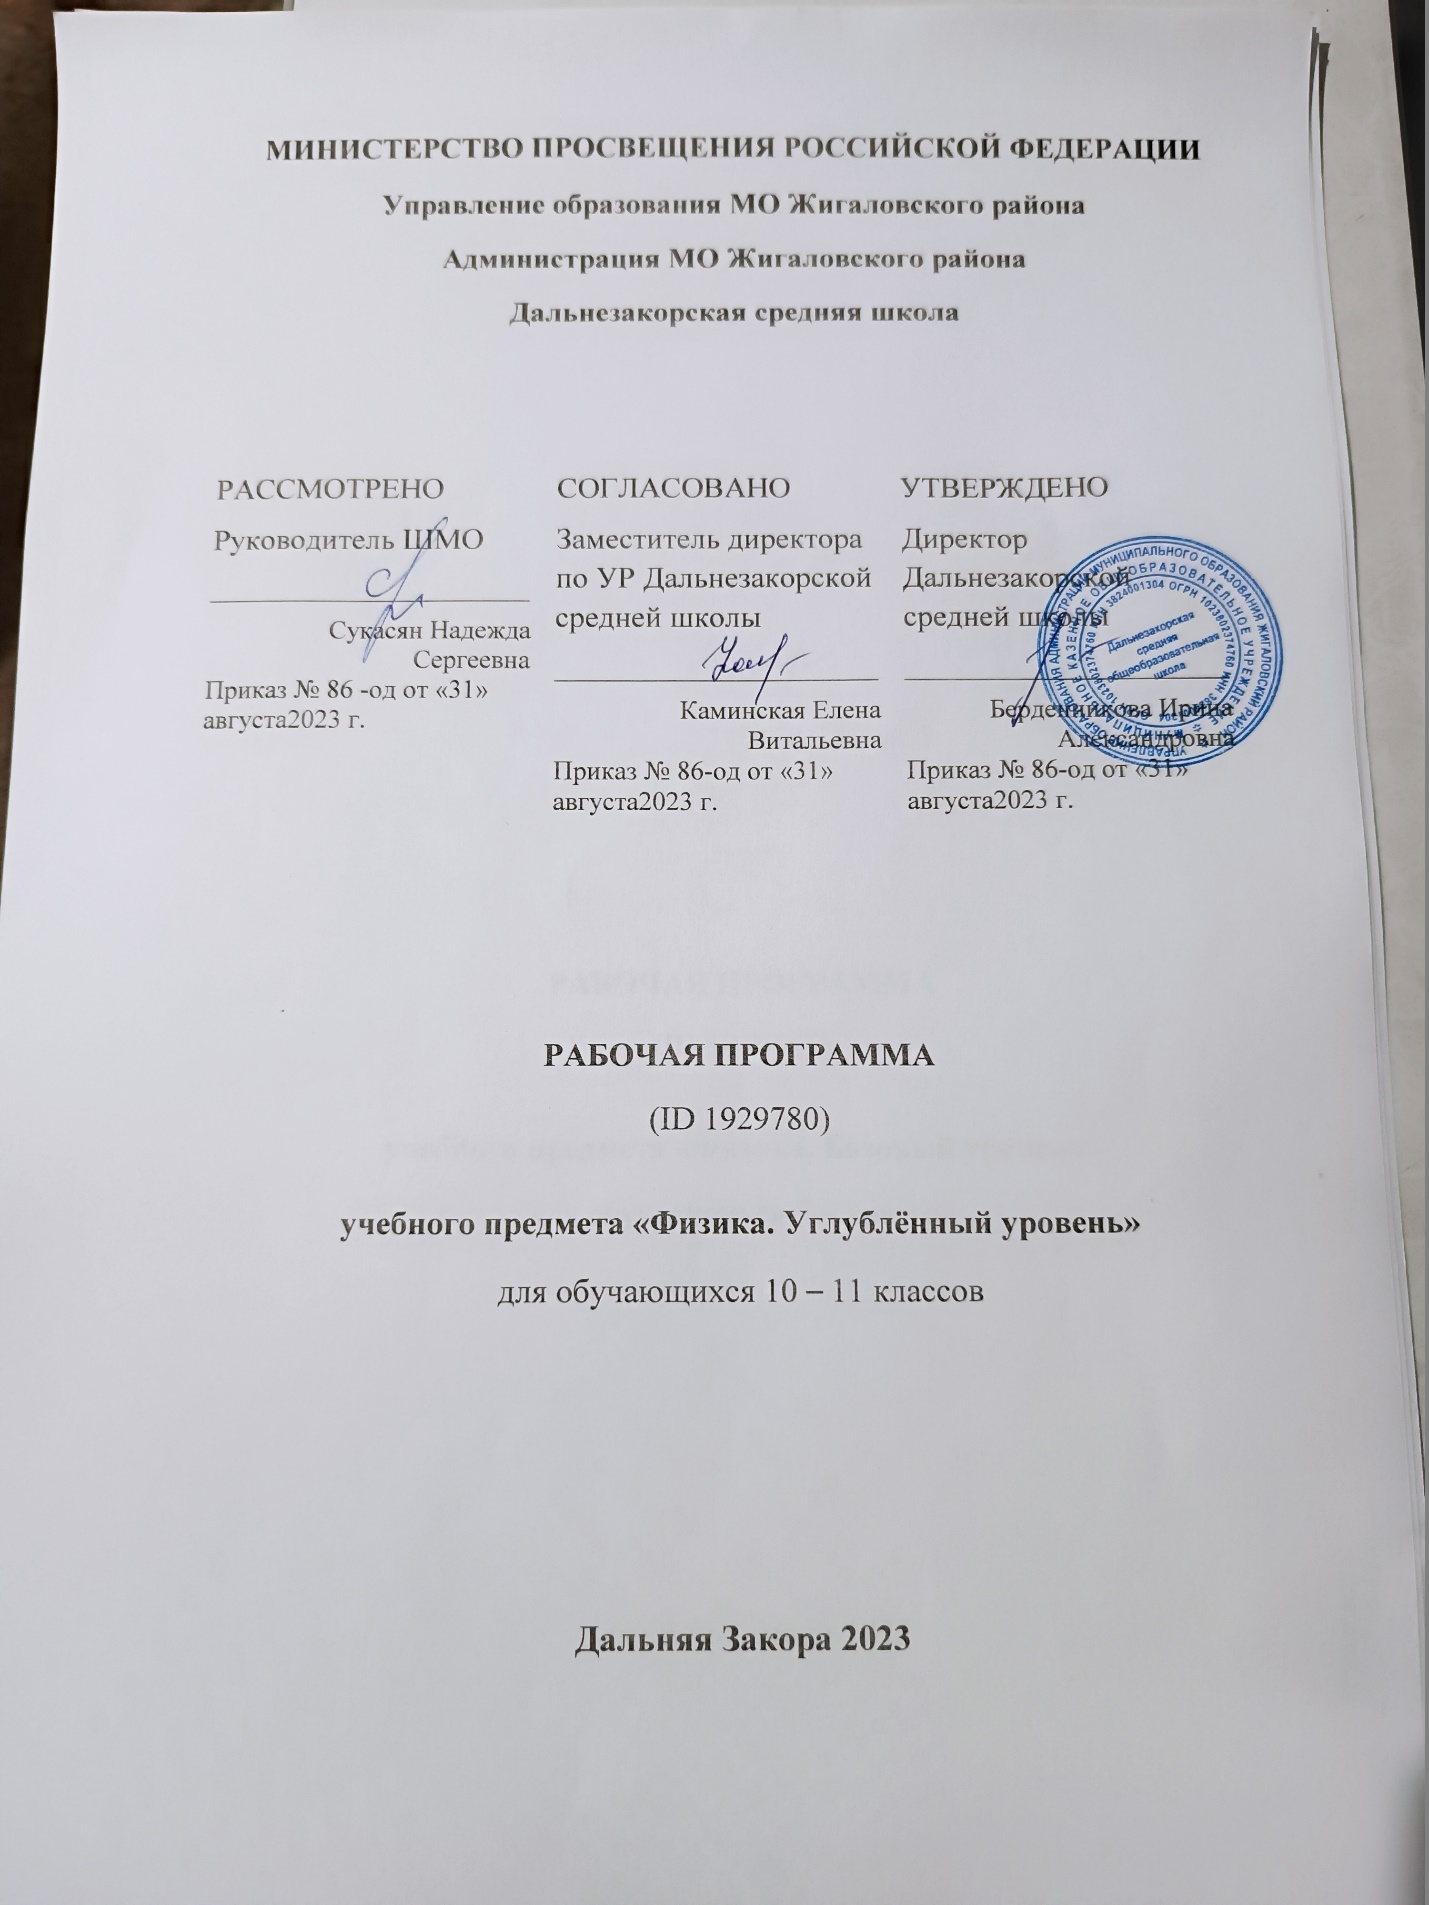 МИНИСТЕРСТВО ПРОСВЕЩЕНИЯ РОССИЙСКОЙ ФЕДЕРАЦИИ
Управление образования МО Жигаловского района
Администрация МО Жигаловского района
Дальнезакорская средняя школа
РАССМОТРЕНО
Руководитель ШМО
Сукасян Надежда
Сергеевна
Приказ № 86 -од от «31»
августа2023 г.
СОГЛАСОВАНО
Заместитель директора
по УР Дальнезакорской
средней школы
Каминская Елена
Витальевна
Приказ № 86-од от «31»
августа2023 г.
УТВЕРЖДЕНО
Директор
Дальнезакорской
средней школы
Берденникова Ирина
Александровна
Приказ № 86-од от «31»
августа2023 г.
Дальнезакорская
средняя
общеобразовательная
школа
РАБОЧАЯ ПРОГРАММА
(ID 1929780)
учебного предмета «Физика. Углублённый уровень»
для обучающихся 10 – 11 классов
Дальняя Закора 2023